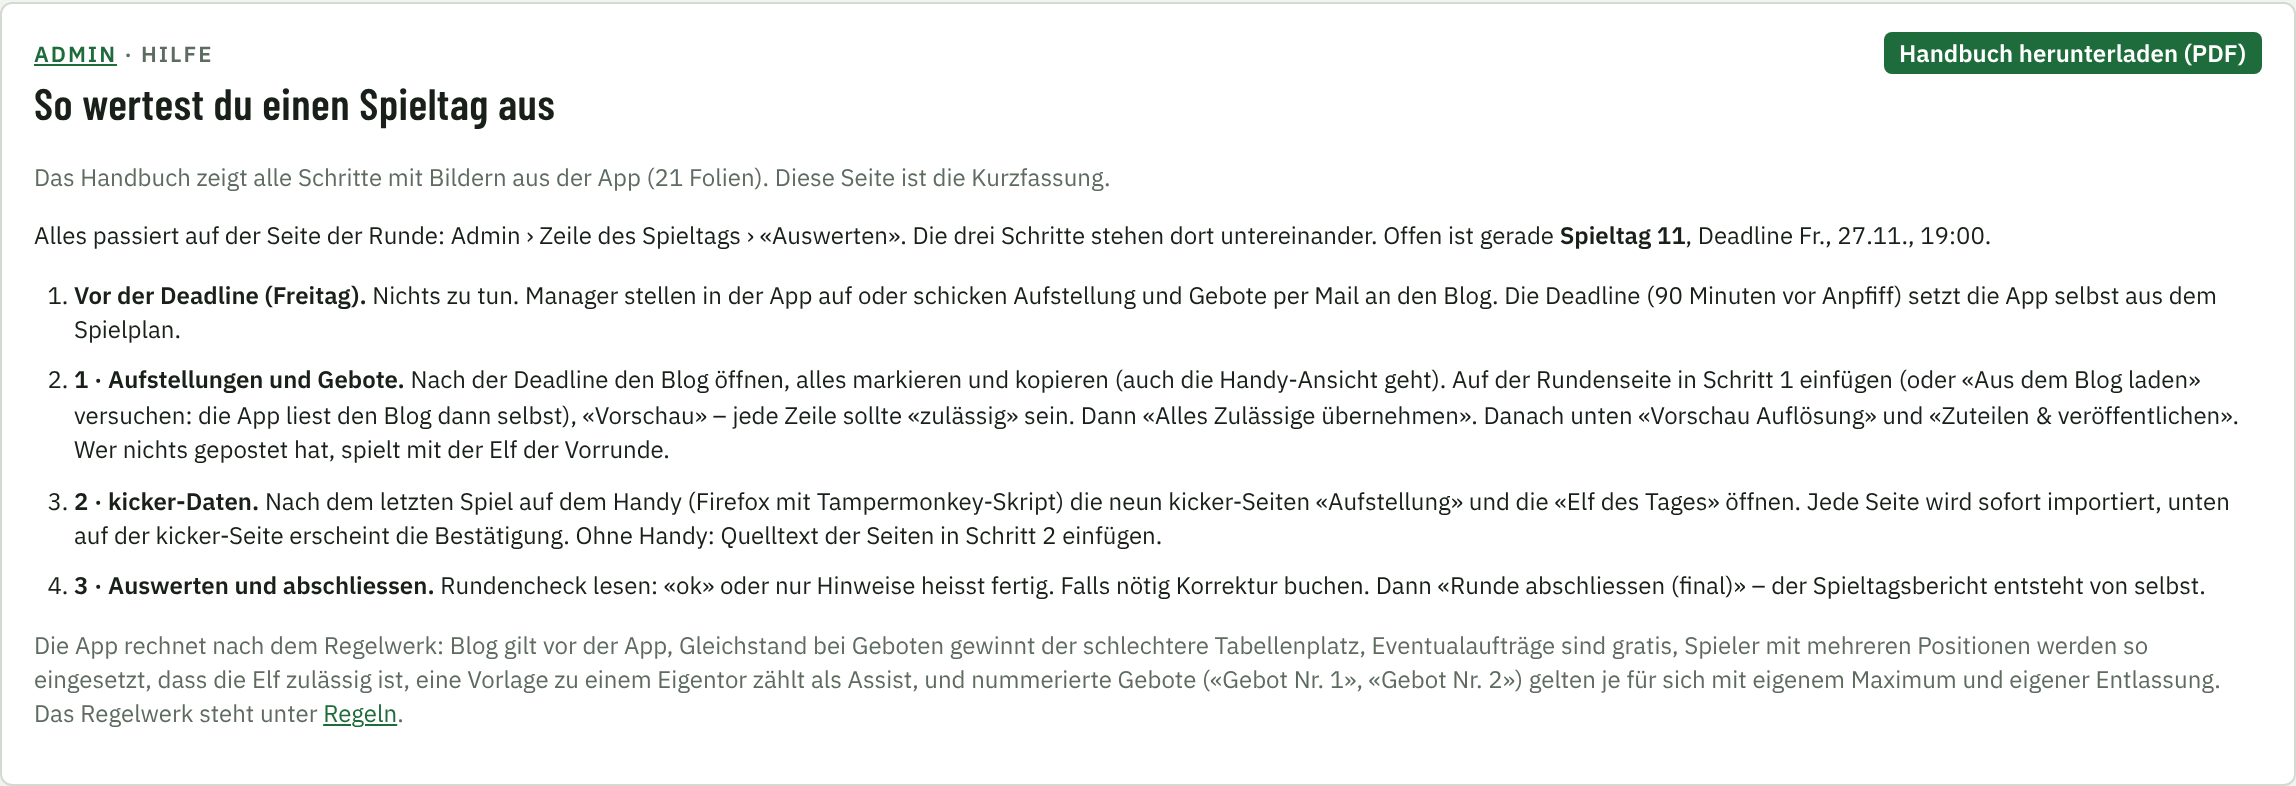 ADMIN · HILFE
Handbuch herunterladen (PDF)
So wertest du einen Spieltag aus
Das Handbuch zeigt alle Schritte mit Bildern aus der App (21 Folien). Diese Seite ist die Kurzfassung.
Alles passiert auf der Seite der Runde: Admin › Zeile des Spieltags › «Auswerten». Die drei Schritte stehen dort untereinander. Offen ist gerade Spieltag 11, Deadline Fr., 27.11., 19:00.
1. Vor der Deadline (Freitag). Nichts zu tun. Manager stellen in der App auf oder schicken Aufstellung und Gebote per Mail an den Blog. Die Deadline (90 Minuten vor Anpfiff) setzt die App selbst aus dem
Spielplan.
2. 1 · Aufstellungen und Gebote. Nach der Deadline den Blog öffnen, alles markieren und kopieren (auch die Handy-Ansicht geht). Auf der Rundenseite in Schritt 1 einfügen (oder «Aus dem Blog laden»
versuchen: die App liest den Blog dann selbst), «Vorschau» – jede Zeile sollte «zulässig» sein. Dann «Alles Zulässige übernehmen». Danach unten «Vorschau Auflösung» und «Zuteilen & veröffentlichen».
Wer nichts gepostet hat, spielt mit der Elf der Vorrunde.
3. 2 · kicker-Daten. Nach dem letzten Spiel auf dem Handy (Firefox mit Tampermonkey-Skript) die neun kicker-Seiten «Aufstellung» und die «Elf des Tages» öffnen. Jede Seite wird sofort importiert, unten
auf der kicker-Seite erscheint die Bestätigung. Ohne Handy: Quelltext der Seiten in Schritt 2 einfügen.
4. 3 · Auswerten und abschliessen. Rundencheck lesen: «ok» oder nur Hinweise heisst fertig. Falls nötig Korrektur buchen. Dann «Runde abschliessen (final)» – der Spieltagsbericht entsteht von selbst.
Die App rechnet nach dem Regelwerk: Blog gilt vor der App, Gleichstand bei Geboten gewinnt der schlechtere Tabellenplatz, Eventualaufträge sind gratis, Spieler mit mehreren Positionen werden so
eingesetzt, dass die Elf zulässig ist, eine Vorlage zu einem Eigentor zählt als Assist, und nummerierte Gebote («Gebot Nr. 1», «Gebot Nr. 2») gelten je für sich mit eigenem Maximum und eigener Entlassung.
Das Regelwerk steht unter Regeln.